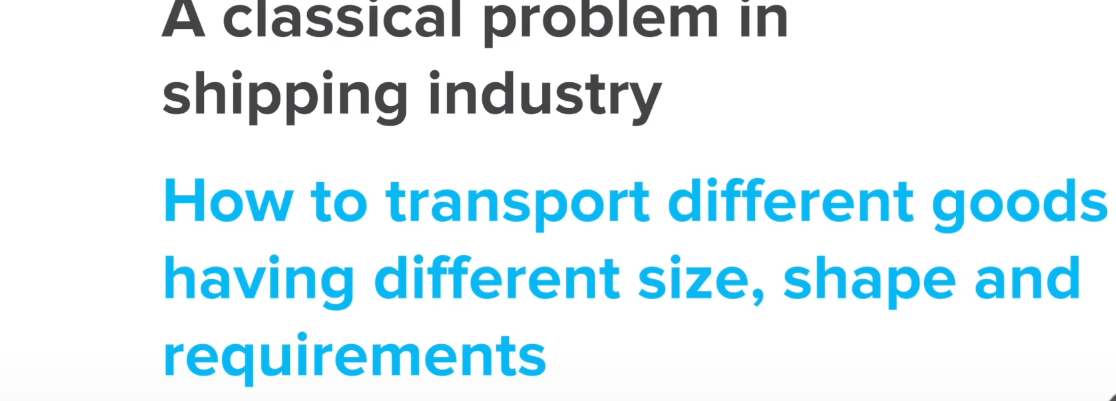 A classical problem in
shipping industry
How to transport different goods
having different size, shape and
requirements